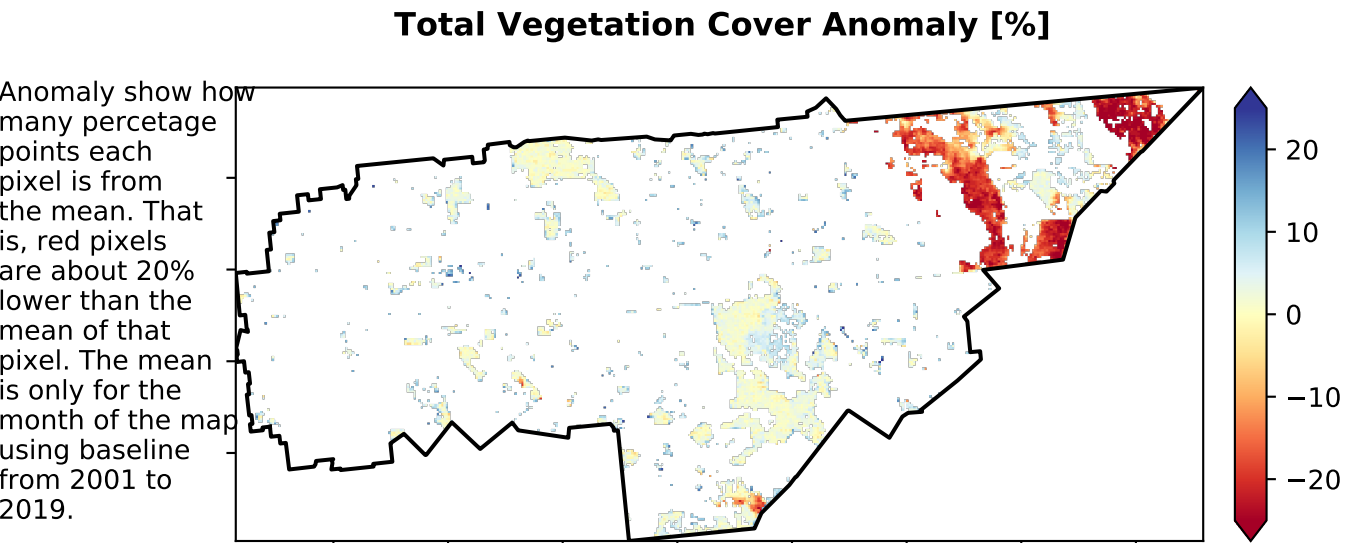 Total Vegetation Cover Anomaly [%]
Anomaly show how
many percetage
points each
pixel is from
the mean. That
is, red pixels
are about 20%
lower than the
mean of that
pixel. The mean
is only for the
month of the map
using baseline
from 2001 to
2019.
20
10
0
−10
−20